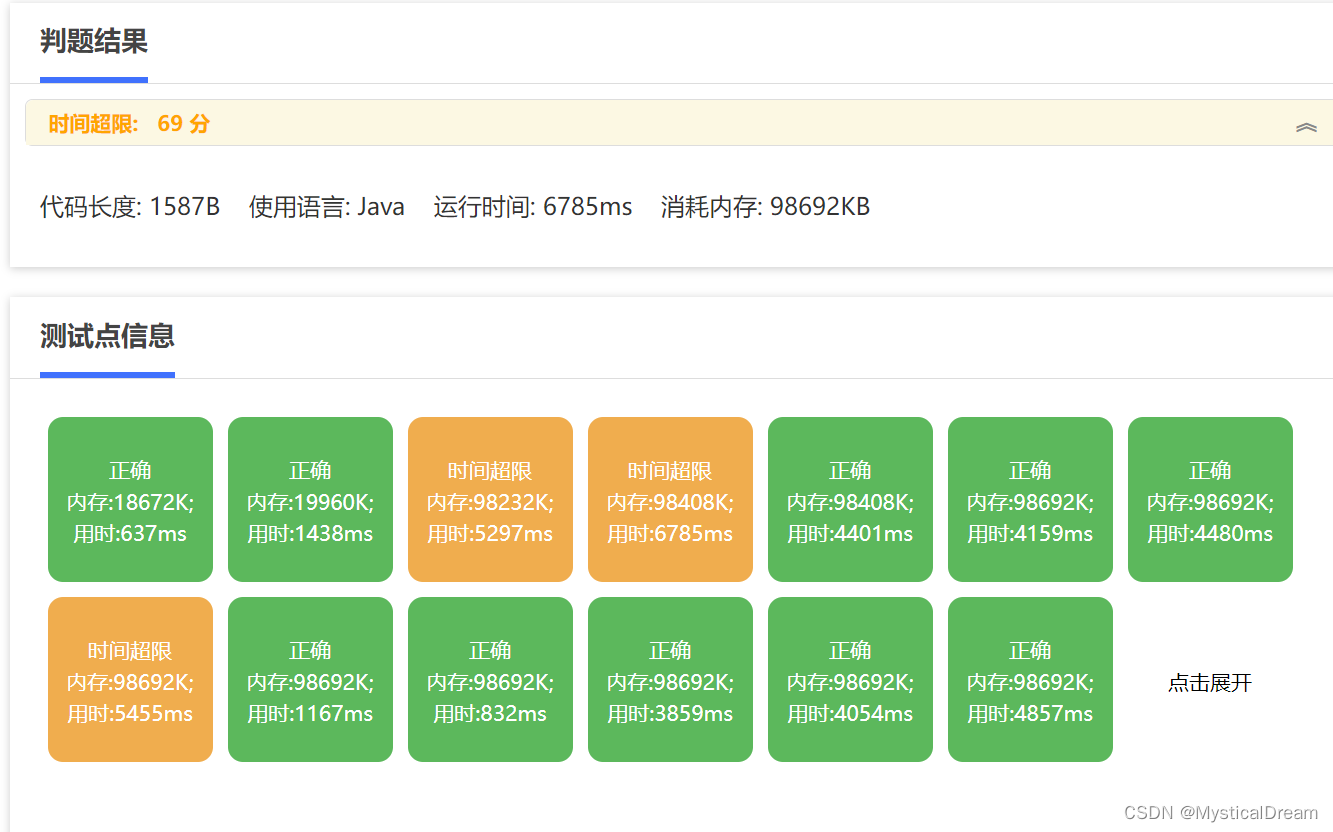 判题结果
时间超限: 69 分
代码长度: 1587B 使用语言: Java 运行时间: 6785ms 消耗内存: 98692KB
测试点信息
正确
内存:18672K;
用时:637ms
正确
内存:19960K;
用时:1438ms
时间超限
内存:98232K;
用时:5297ms
时间超限
内存:98408K;
用时:6785ms
正确
内存:98408K;
用时:4401ms
正确
内存:98692K;
用时:4159ms
正确
内存:98692K;
用时:4480ms
时间超限
内存:98692K;
用时:5455ms
正确
内存:98692K;
用时:1167ms
正确
内存:98692K;
用时:832ms
正确
内存:98692K;
用时:3859ms
正确
内存:98692K;
用时:4054ms
正确
内存:98692K;
用时:4857ms
点击展开
CSDN @MysticalDream